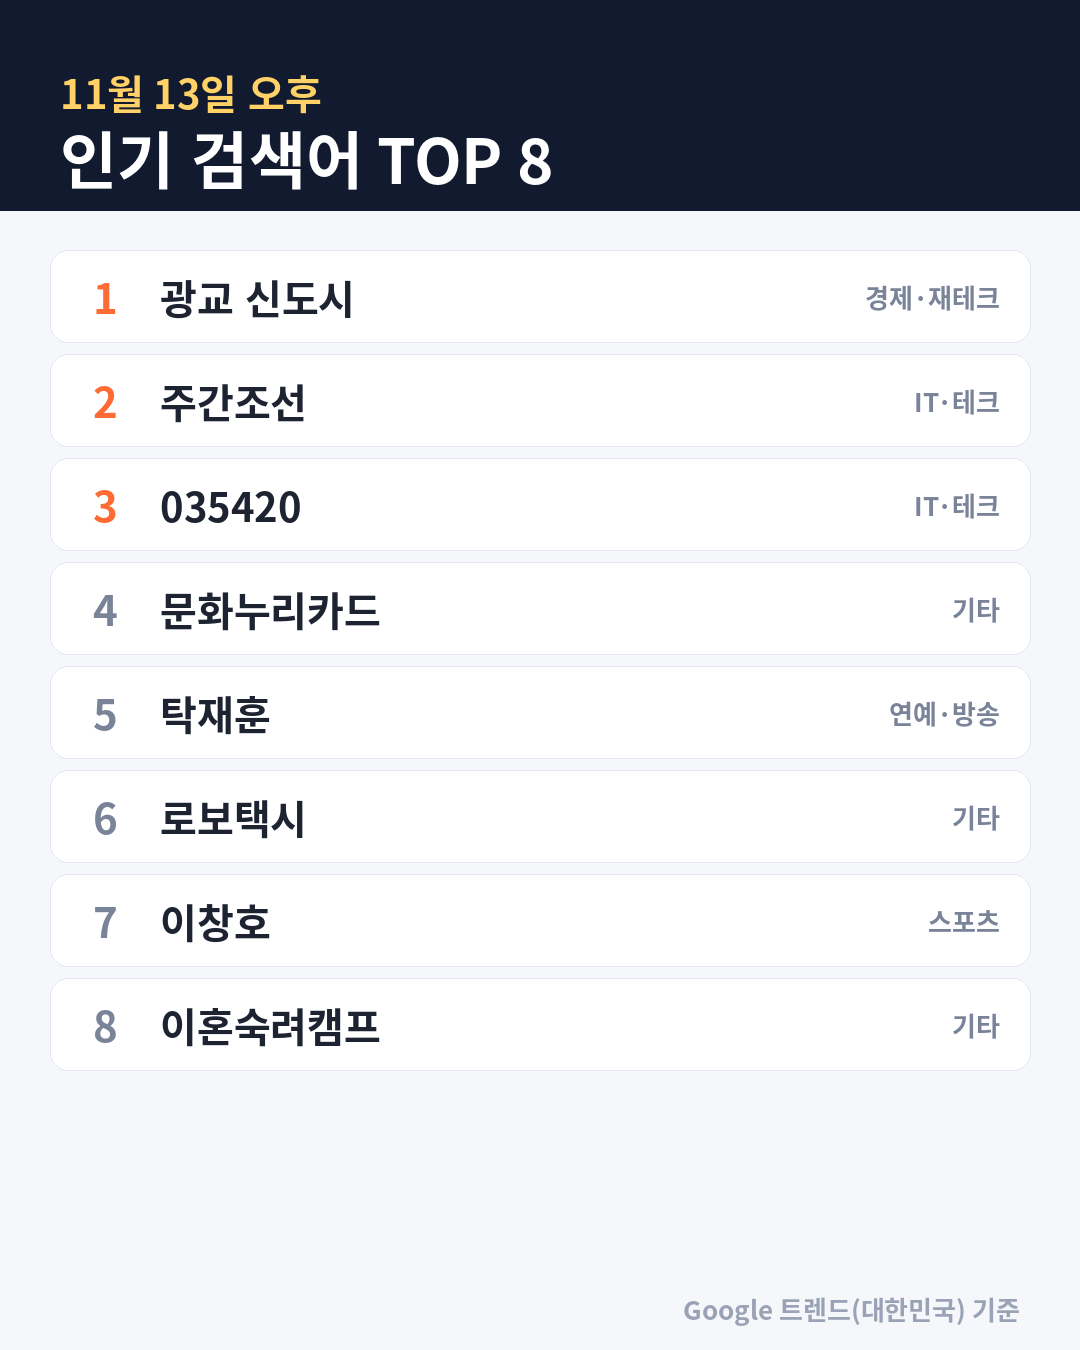 11월 13일 오후
인기 검색어 TOP 8
1 광교 신도시 경제·재테크
2 주간조선 IT·테크
3 035420 IT·테크
4 문화누리카드 기타
5 탁재훈 연예·방송
6 로보택시 기타
7 이창호 스포츠
8 이혼숙려캠프 기타
Google 트렌드(대한민국) 기준